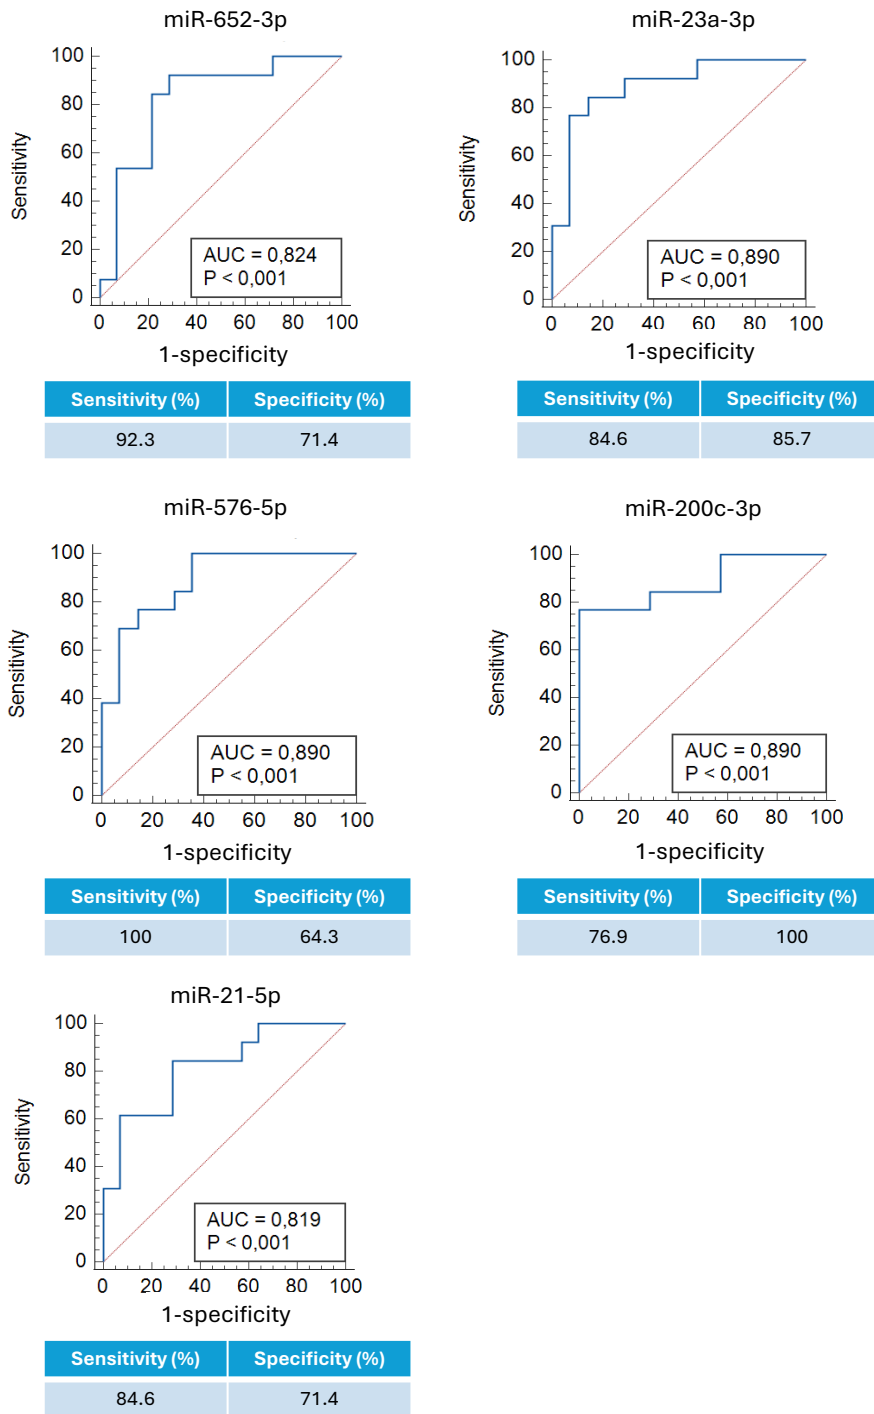 miR-652-3p
100
80
60
40
20
0
Sensitivity
AUC = 0,824
P < 0,001
0 20 40 60 80 100
1-specificity
Sensitivity (%) Specificity (%)
92.3 71.4
miR-23a-3p
100
80
60
40
20
0
Sensitivity
AUC = 0,890
P < 0,001
0 20 40 60 80 100
1-specificity
Sensitivity (%) Specificity (%)
84.6 85.7
miR-576-5p
100
80
60
40
20
0
Sensitivity
AUC = 0,890
P < 0,001
0 20 40 60 80 100
1-specificity
Sensitivity (%) Specificity (%)
100 64.3
miR-200c-3p
100
80
60
40
20
0
Sensitivity
AUC = 0,890
P < 0,001
0 20 40 60 80 100
1-specificity
Sensitivity (%) Specificity (%)
76.9 100
miR-21-5p
100
80
60
40
20
0
Sensitivity
AUC = 0,819
P < 0,001
0 20 40 60 80 100
1-specificity
Sensitivity (%) Specificity (%)
84.6 71.4